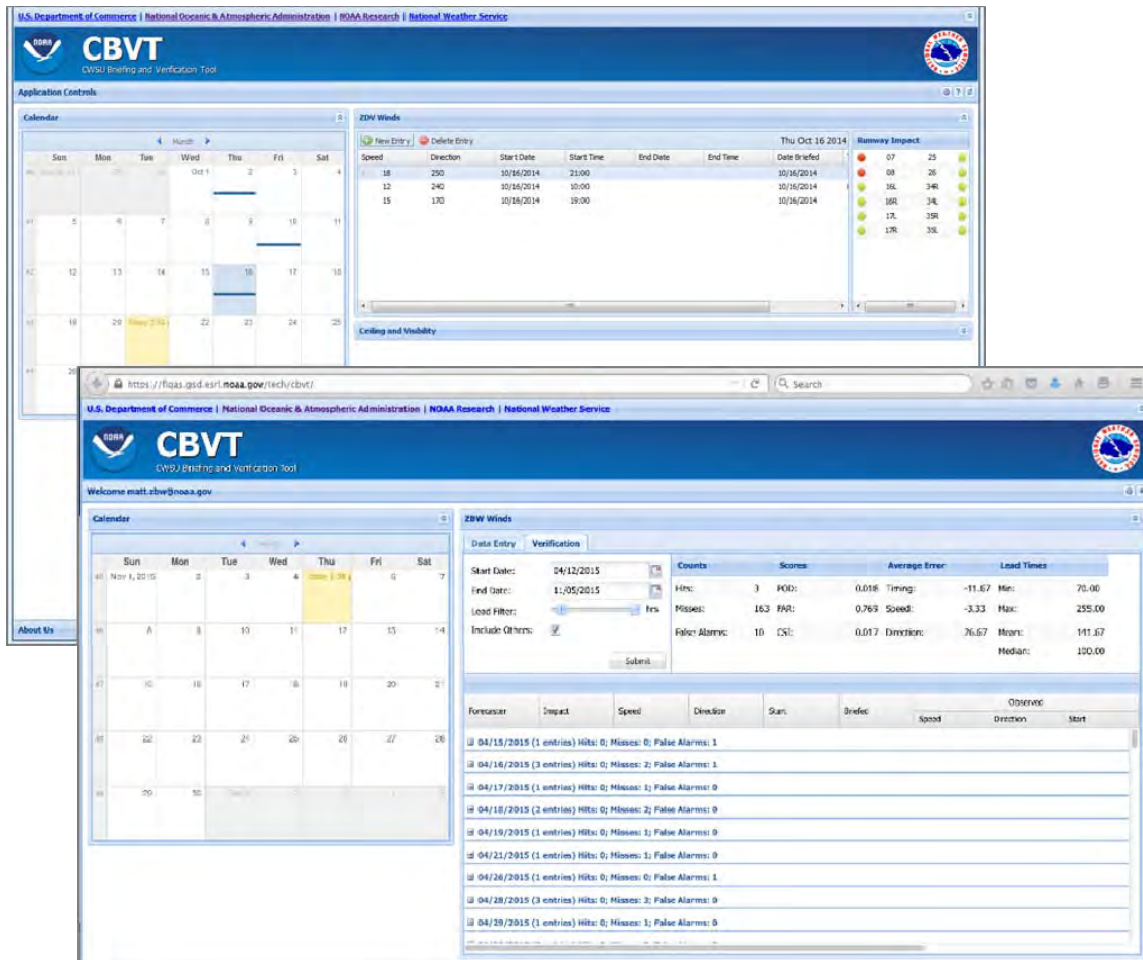 U.S. Department of Commerce | National Oceanic & Atmospheric Administration | NOAA Research | National Weather Service
NOAA
CBVT
CWSU Briefing and Verification Tool
Application Controls
Calendar
Month
Sun Mon Tue Wed Thu Fri Sat
Oct 1 2 3 4
5 6 7 8 9 10 11
12 13 14 15 16 17 18
19 20 22 23 24 25
ZDV Winds
New Entry Delete Entry Thu Oct 16 2014
Speed Direction Start Date Start Time End Date End Time Date Briefed
18 250 10/16/2014 21:00 10/16/2014
12 240 10/16/2014 10:00 10/16/2014
15 170 10/16/2014 19:00 10/16/2014
Runway Impact
07 25
08 26
16L 34R
16R 34L
17L 35R
17R 35L
Ceiling and Visibility
About Us
https://fiqas.gsd.esrl.noaa.gov/tech/cbvt/
Search
U.S. Department of Commerce | National Oceanic & Atmospheric Administration | NOAA Research | National Weather Service
NOAA
CBVT
CWSU Briefing and Verification Tool
Welcome matt.zbw@noaa.gov
Calendar
Sun Mon Tue Wed Thu Fri Sat
Nov 1, 2015 2 3 4 6 7
8 9 10 11 12 13 14
15 16 17 18 19 20 21
22 23 24 25 26 27 28
29 30
ZBW Winds
Data Entry Verification
Start Date: 04/12/2015
End Date: 11/05/2015
Lead Filter: hrs
Include Others:
Submit
Counts Scores Average Error Lead Times
Hits: 3 POD: 0.018 Timing: -11.67 Min: 70.00
Misses: 163 FAR: 0.769 Speed: -3.33 Max: 255.00
False Alarms: 10 CSI: 0.017 Direction: 76.67 Mean: 141.67
Median: 100.00
Forecaster Impact Speed Direction Start Briefed Observed
Speed Direction Start
04/15/2015 (1 entries) Hits: 0; Misses: 0; False Alarms: 1
04/16/2015 (3 entries) Hits: 0; Misses: 2; False Alarms: 1
04/17/2015 (1 entries) Hits: 0; Misses: 1; False Alarms: 0
04/18/2015 (2 entries) Hits: 0; Misses: 2; False Alarms: 0
04/19/2015 (1 entries) Hits: 0; Misses: 1; False Alarms: 0
04/21/2015 (1 entries) Hits: 0; Misses: 1; False Alarms: 0
04/26/2015 (1 entries) Hits: 0; Misses: 0; False Alarms: 1
04/28/2015 (3 entries) Hits: 0; Misses: 3; False Alarms: 0
04/29/2015 (1 entries) Hits: 0; Misses: 1; False Alarms: 0